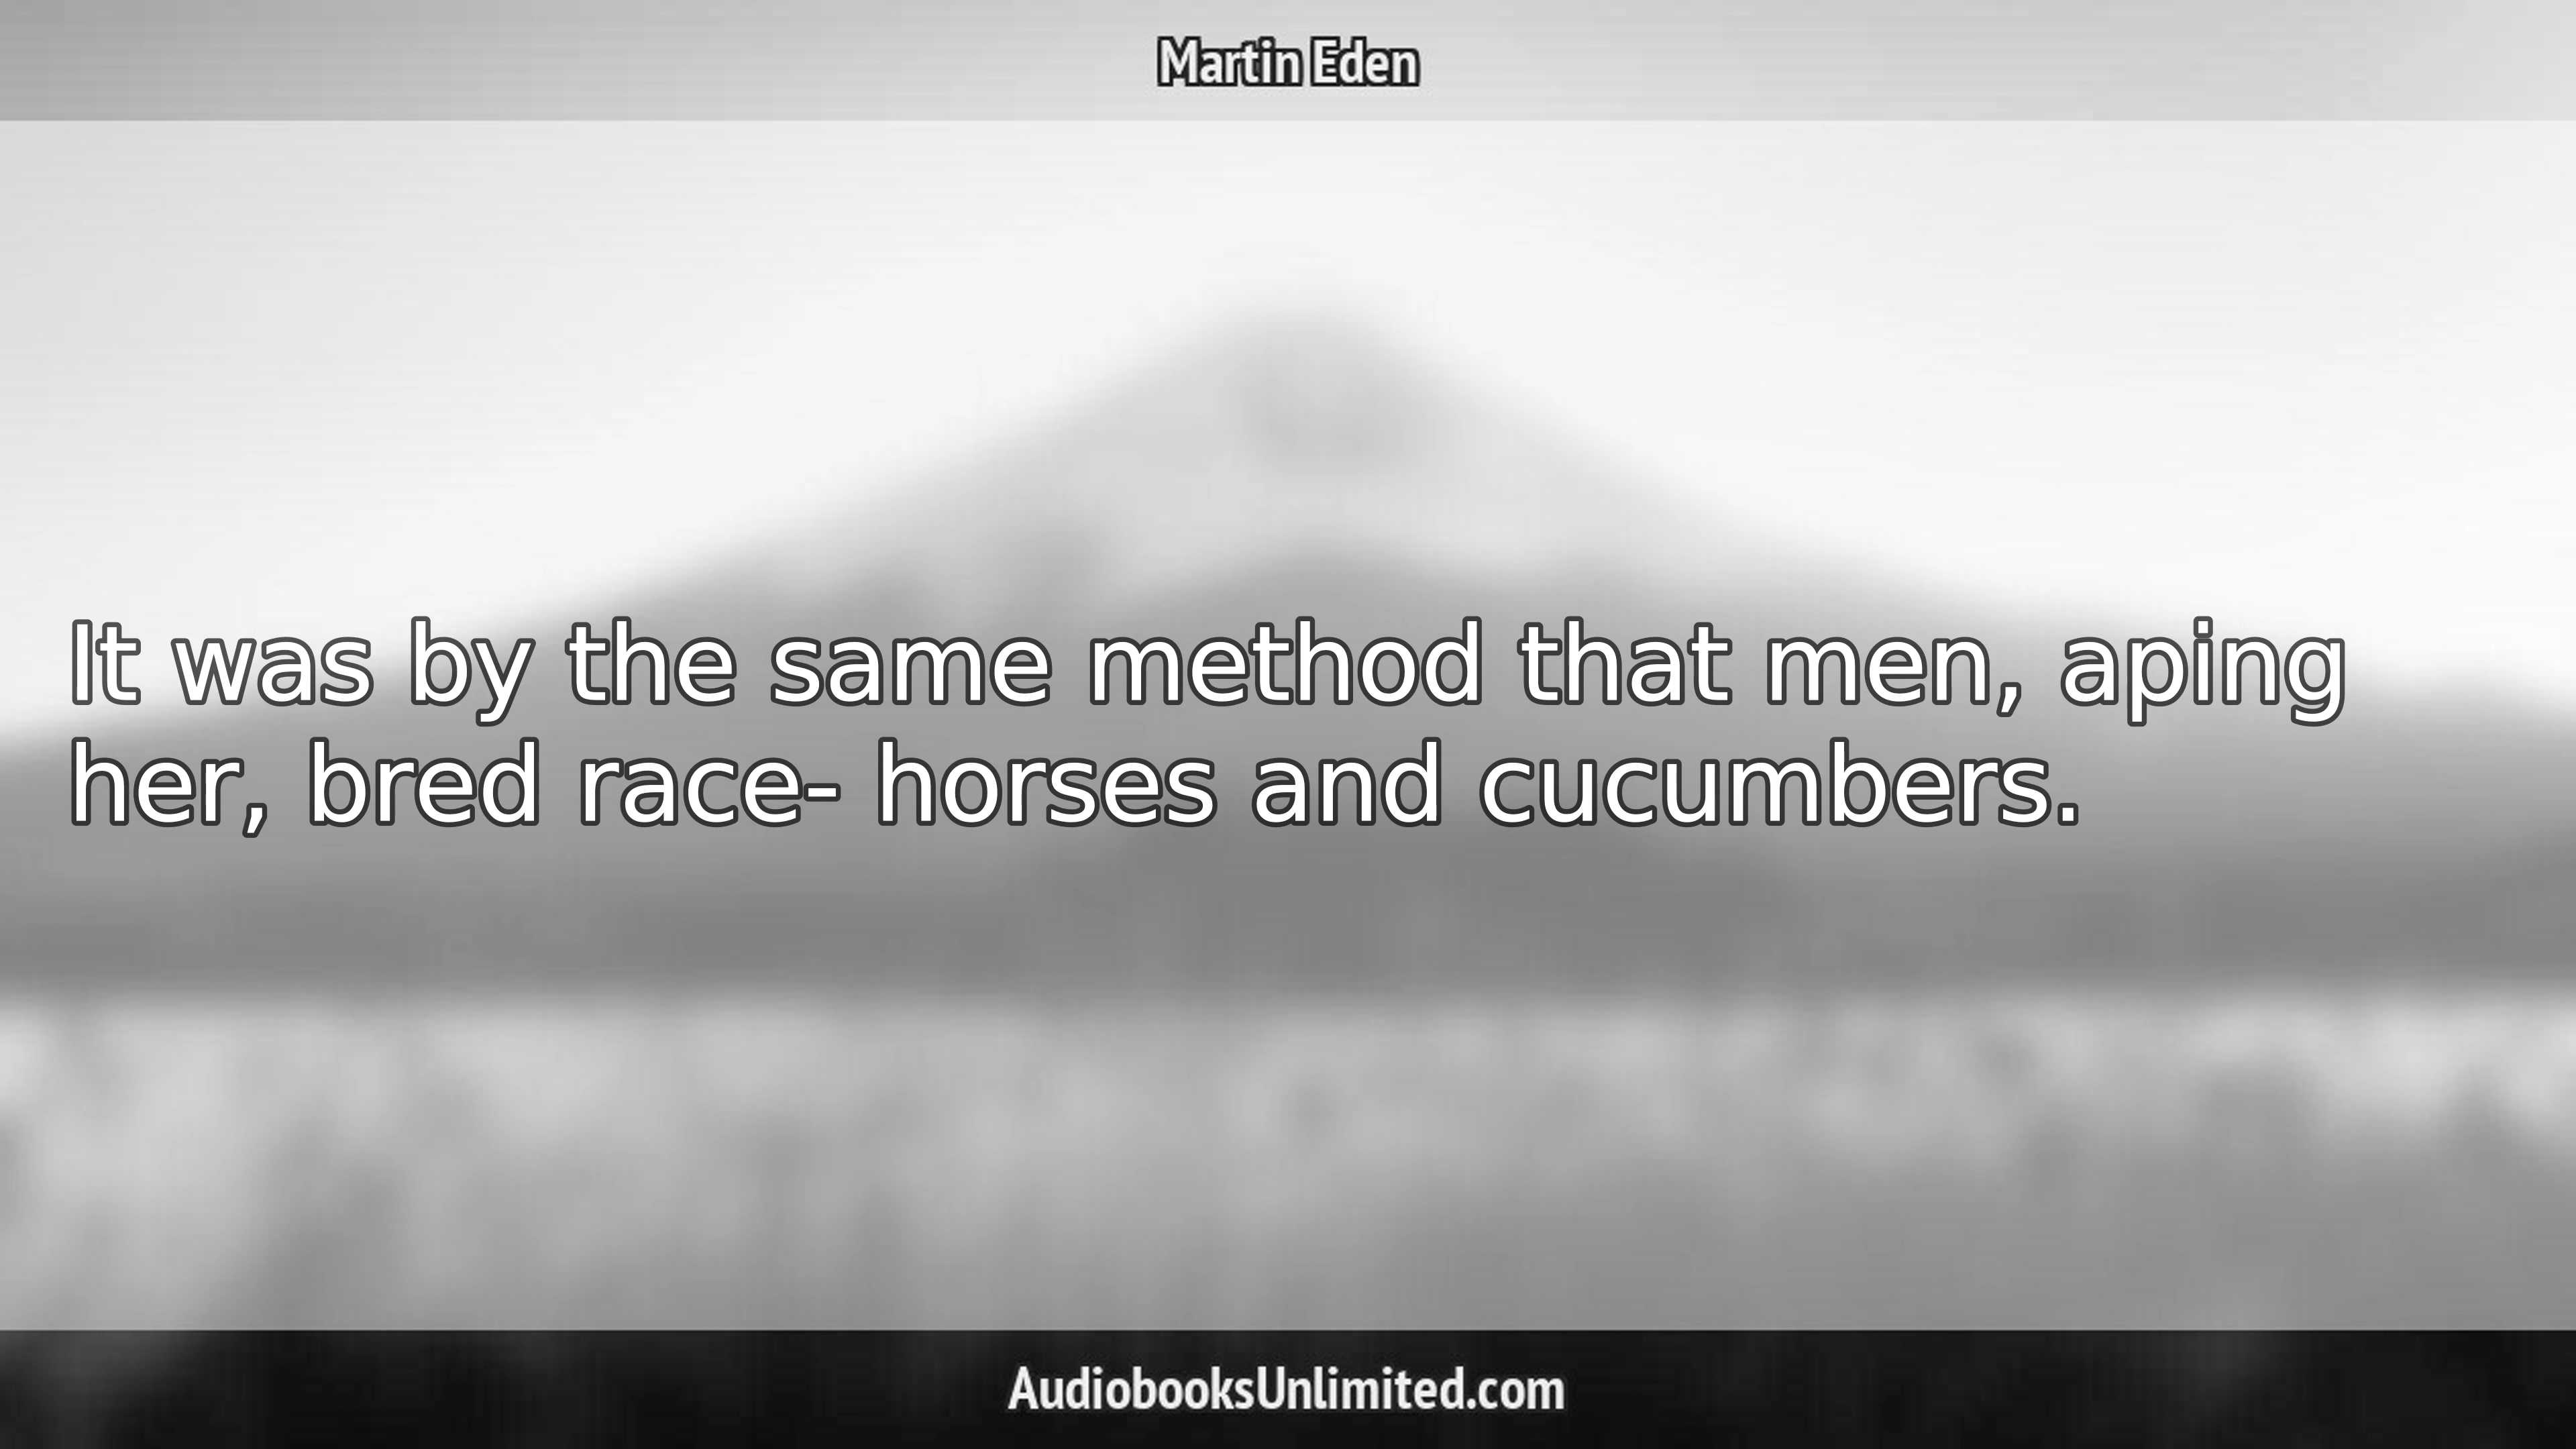 Martin Eden
It was by the same method that men, aping
her, bred race- horses and cucumbers.
AudiobooksUnlimited.com